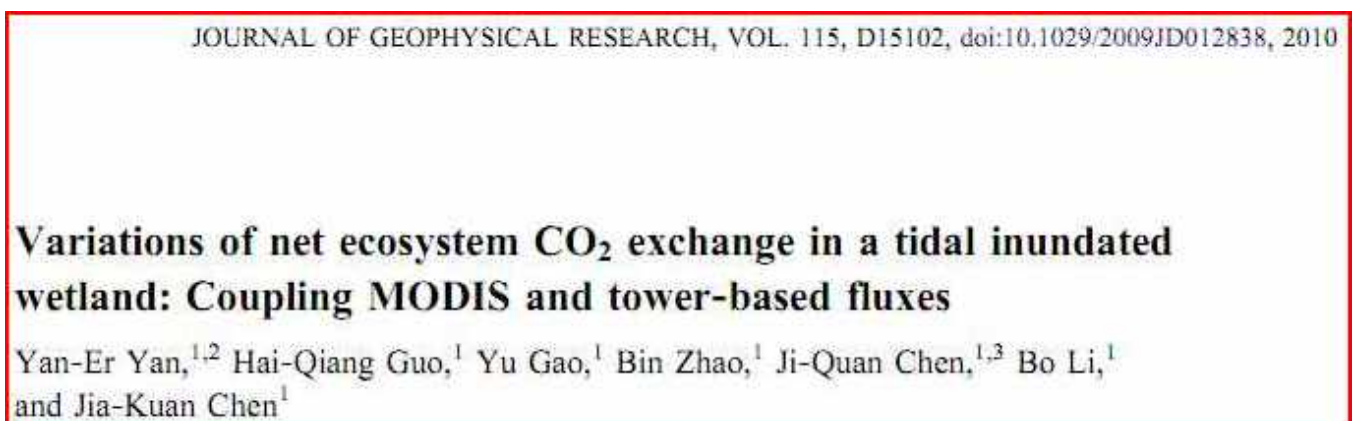 JOURNAL OF GEOPHYSICAL RESEARCH, VOL. 115, D15102, doi:10.1029/2009JD012838, 2010
Variations of net ecosystem CO₂ exchange in a tidal inundated
wetland: Coupling MODIS and tower-based fluxes
Yan-Er Yan,¹,² Hai-Qiang Guo,¹ Yu Gao,¹ Bin Zhao,¹ Ji-Quan Chen,¹,³ Bo Li,¹
and Jia-Kuan Chen¹